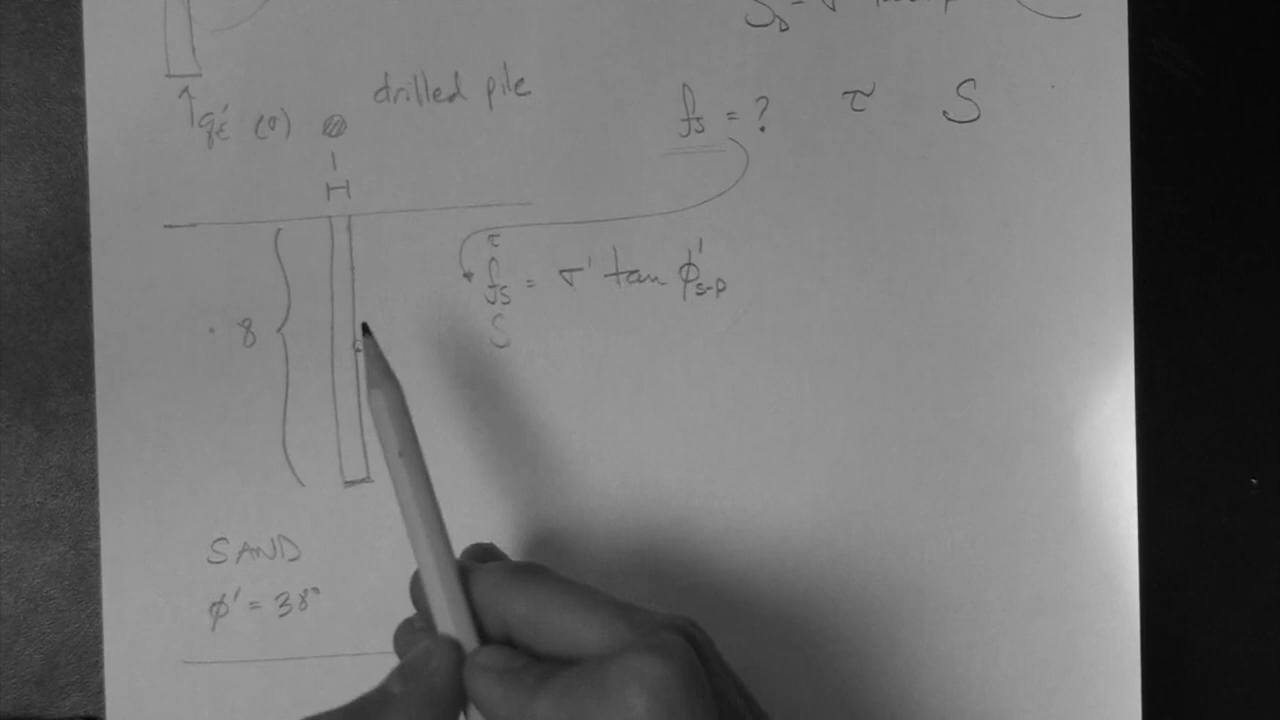 drilled pile
fs = ? τ S
q't (0)
H
τ
fs = σ' tan ϕ's-p
S
8
SAND
ϕ' = 38°